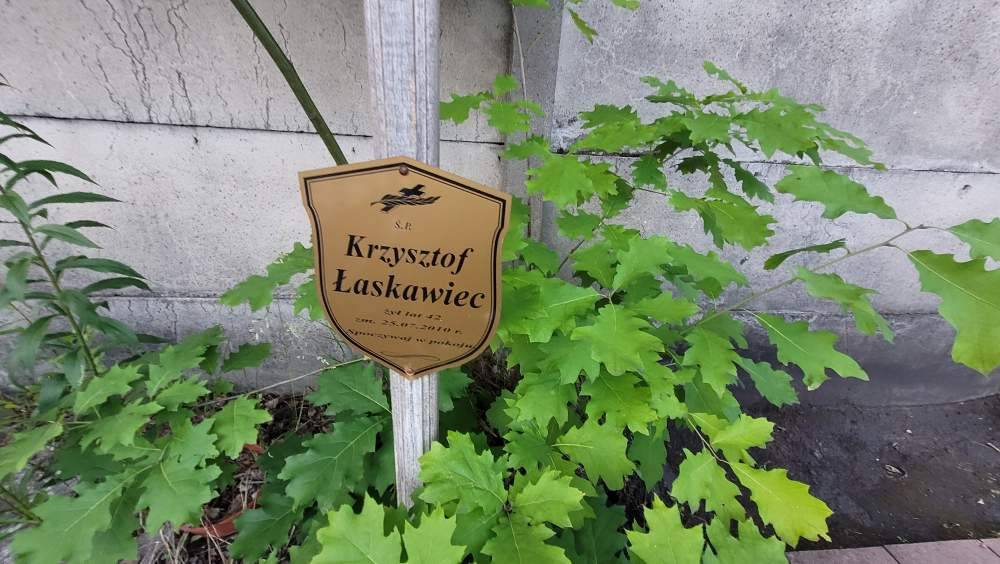 Ś.P.
Krzysztof
Łaskawiec
żył lat 42
zm. 25.07.2010 r.
Spoczywaj w pokoju